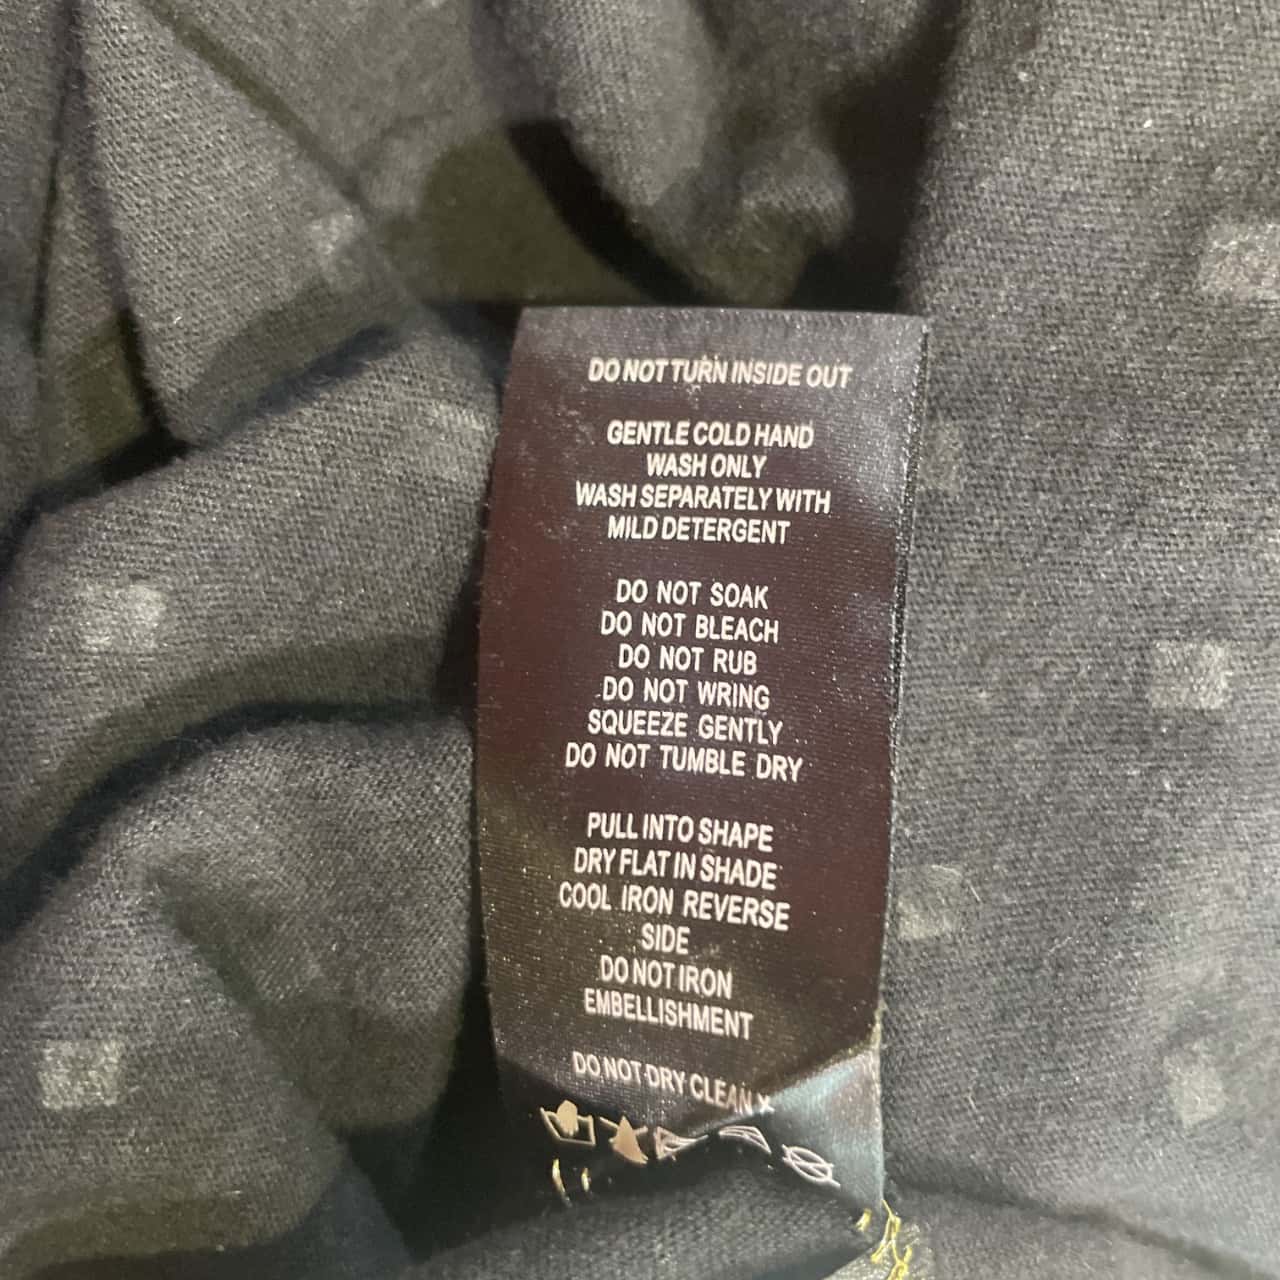 DO NOT TURN INSIDE OUT
GENTLE COLD HAND
WASH ONLY
WASH SEPARATELY WITH
MILD DETERGENT
DO NOT SOAK
DO NOT BLEACH
DO NOT RUB
DO NOT WRING
SQUEEZE GENTLY
DO NOT TUMBLE DRY
PULL INTO SHAPE
DRY FLAT IN SHADE
COOL IRON REVERSE
SIDE
DO NOT IRON
EMBELLISHMENT
DO NOT DRY CLEAN X